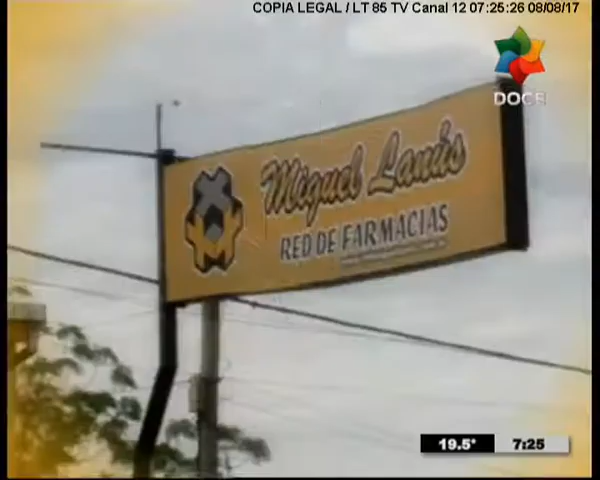 COPIA LEGAL / LT 85 TV Canal 12 07:25:26 08/08/17
DOCE
Miguel Lanús
RED DE FARMACIAS
19.5° 7:25